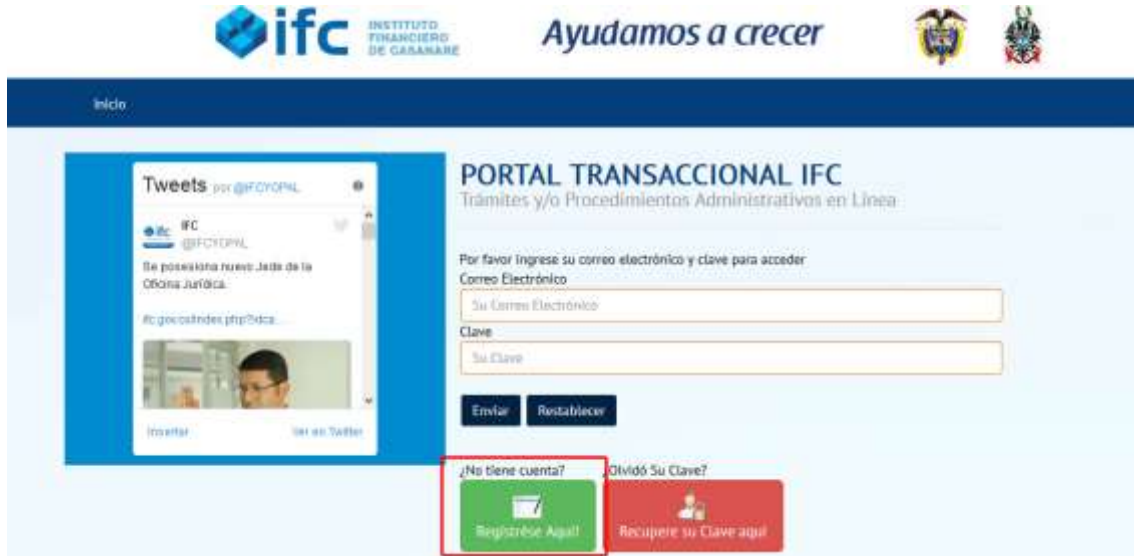 ifc INSTITUTO
FINANCIERO
DE CASANARE
Ayudamos a crecer
Inicio
Tweets por @IFCYOPAL
IFC
@IFCYOPAL
Se posesiona nuevo Jede de la
Oficina Jurídica.
Insertar
Ver en Twitter
PORTAL TRANSACCIONAL IFC
Trámites y/o Procedimientos Administrativos en Línea
Por favor ingrese su correo electrónico y clave para acceder
Correo Electrónico
Su Correo Electrónico
Clave
Su Clave
Enviar Restablecer
¿No tiene cuenta? ¿Olvidó Su Clave?
Regístrese Aquí! Recupere su Clave aquí